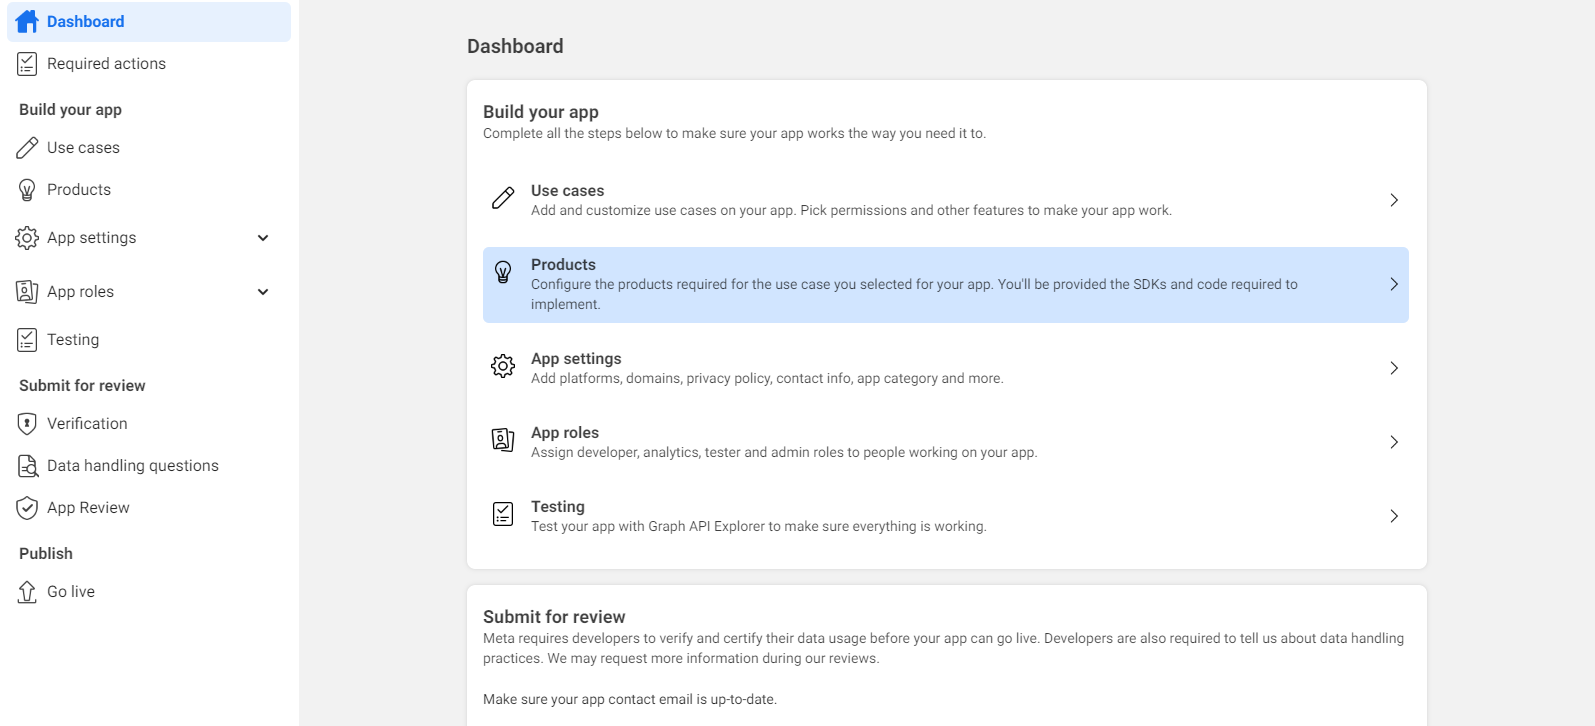 Dashboard
Required actions
Build your app
Use cases
Products
App settings
App roles
Testing
Submit for review
Verification
Data handling questions
App Review
Publish
Go live
Dashboard
Build your app
Complete all the steps below to make sure your app works the way you need it to.
Use cases
Add and customize use cases on your app. Pick permissions and other features to make your app work.
Products
Configure the products required for the use case you selected for your app. You'll be provided the SDKs and code required to
implement.
App settings
Add platforms, domains, privacy policy, contact info, app category and more.
App roles
Assign developer, analytics, tester and admin roles to people working on your app.
Testing
Test your app with Graph API Explorer to make sure everything is working.
Submit for review
Meta requires developers to verify and certify their data usage before your app can go live. Developers are also required to tell us about data handling
practices. We may request more information during our reviews.
Make sure your app contact email is up-to-date.